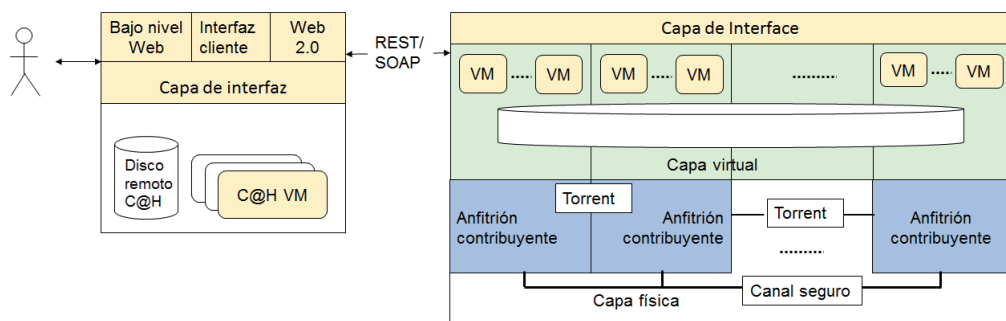 Bajo nivel
Web
Interfaz
cliente
Web
2.0
Capa de interfaz
Disco
remoto
C@H
C@H VM
REST/
SOAP
Capa de Interface
VM ..... VM
VM ..... VM
..........
VM ..... VM
Capa virtual
Anfitrión
contribuyente
Torrent
Anfitrión
contribuyente
Torrent
.......
Anfitrión
contribuyente
Capa física
Canal seguro